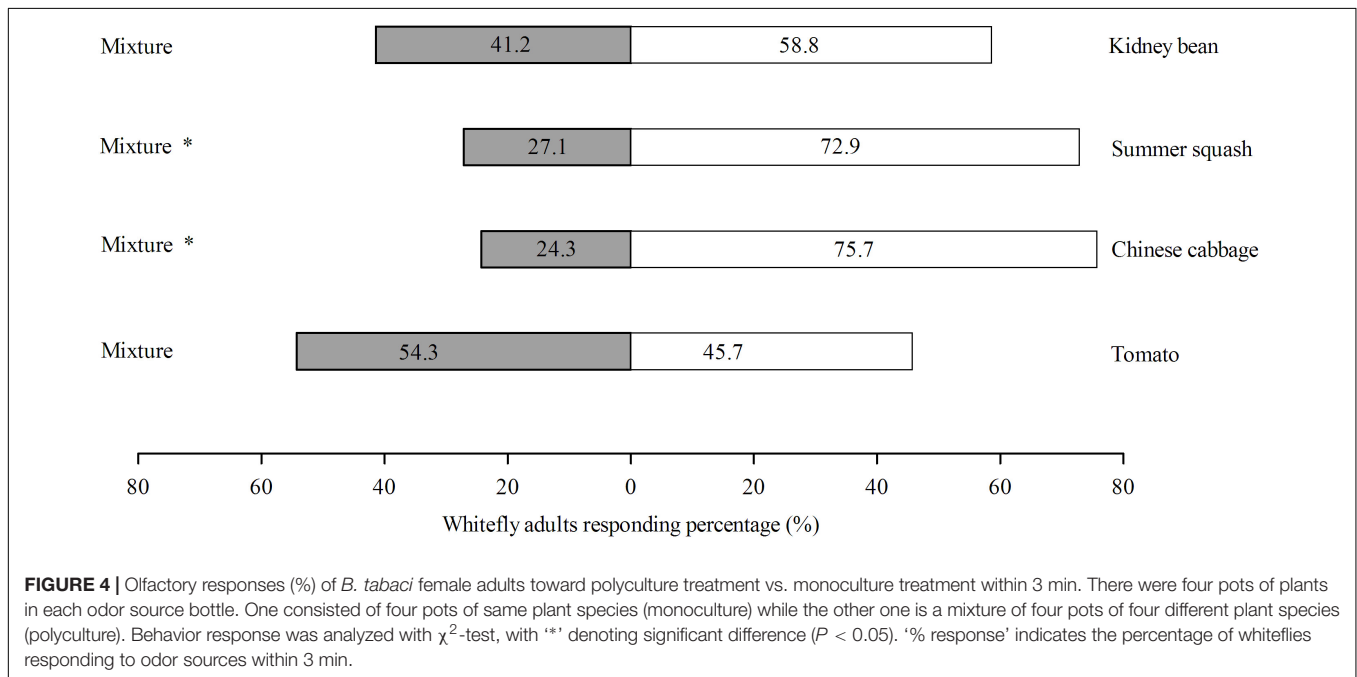 Mixture 41.2 58.8 Kidney bean
Mixture * 27.1 72.9 Summer squash
Mixture * 24.3 75.7 Chinese cabbage
Mixture 54.3 45.7 Tomato
80 60 40 20 0 20 40 60 80
Whitefly adults responding percentage (%)
FIGURE 4 | Olfactory responses (%) of B. tabaci female adults toward polyculture treatment vs. monoculture treatment within 3 min. There were four pots of plants
in each odor source bottle. One consisted of four pots of same plant species (monoculture) while the other one is a mixture of four pots of four different plant species
(polyculture). Behavior response was analyzed with χ²-test, with ‘*’ denoting significant difference (P < 0.05). ‘% response’ indicates the percentage of whiteflies
responding to odor sources within 3 min.